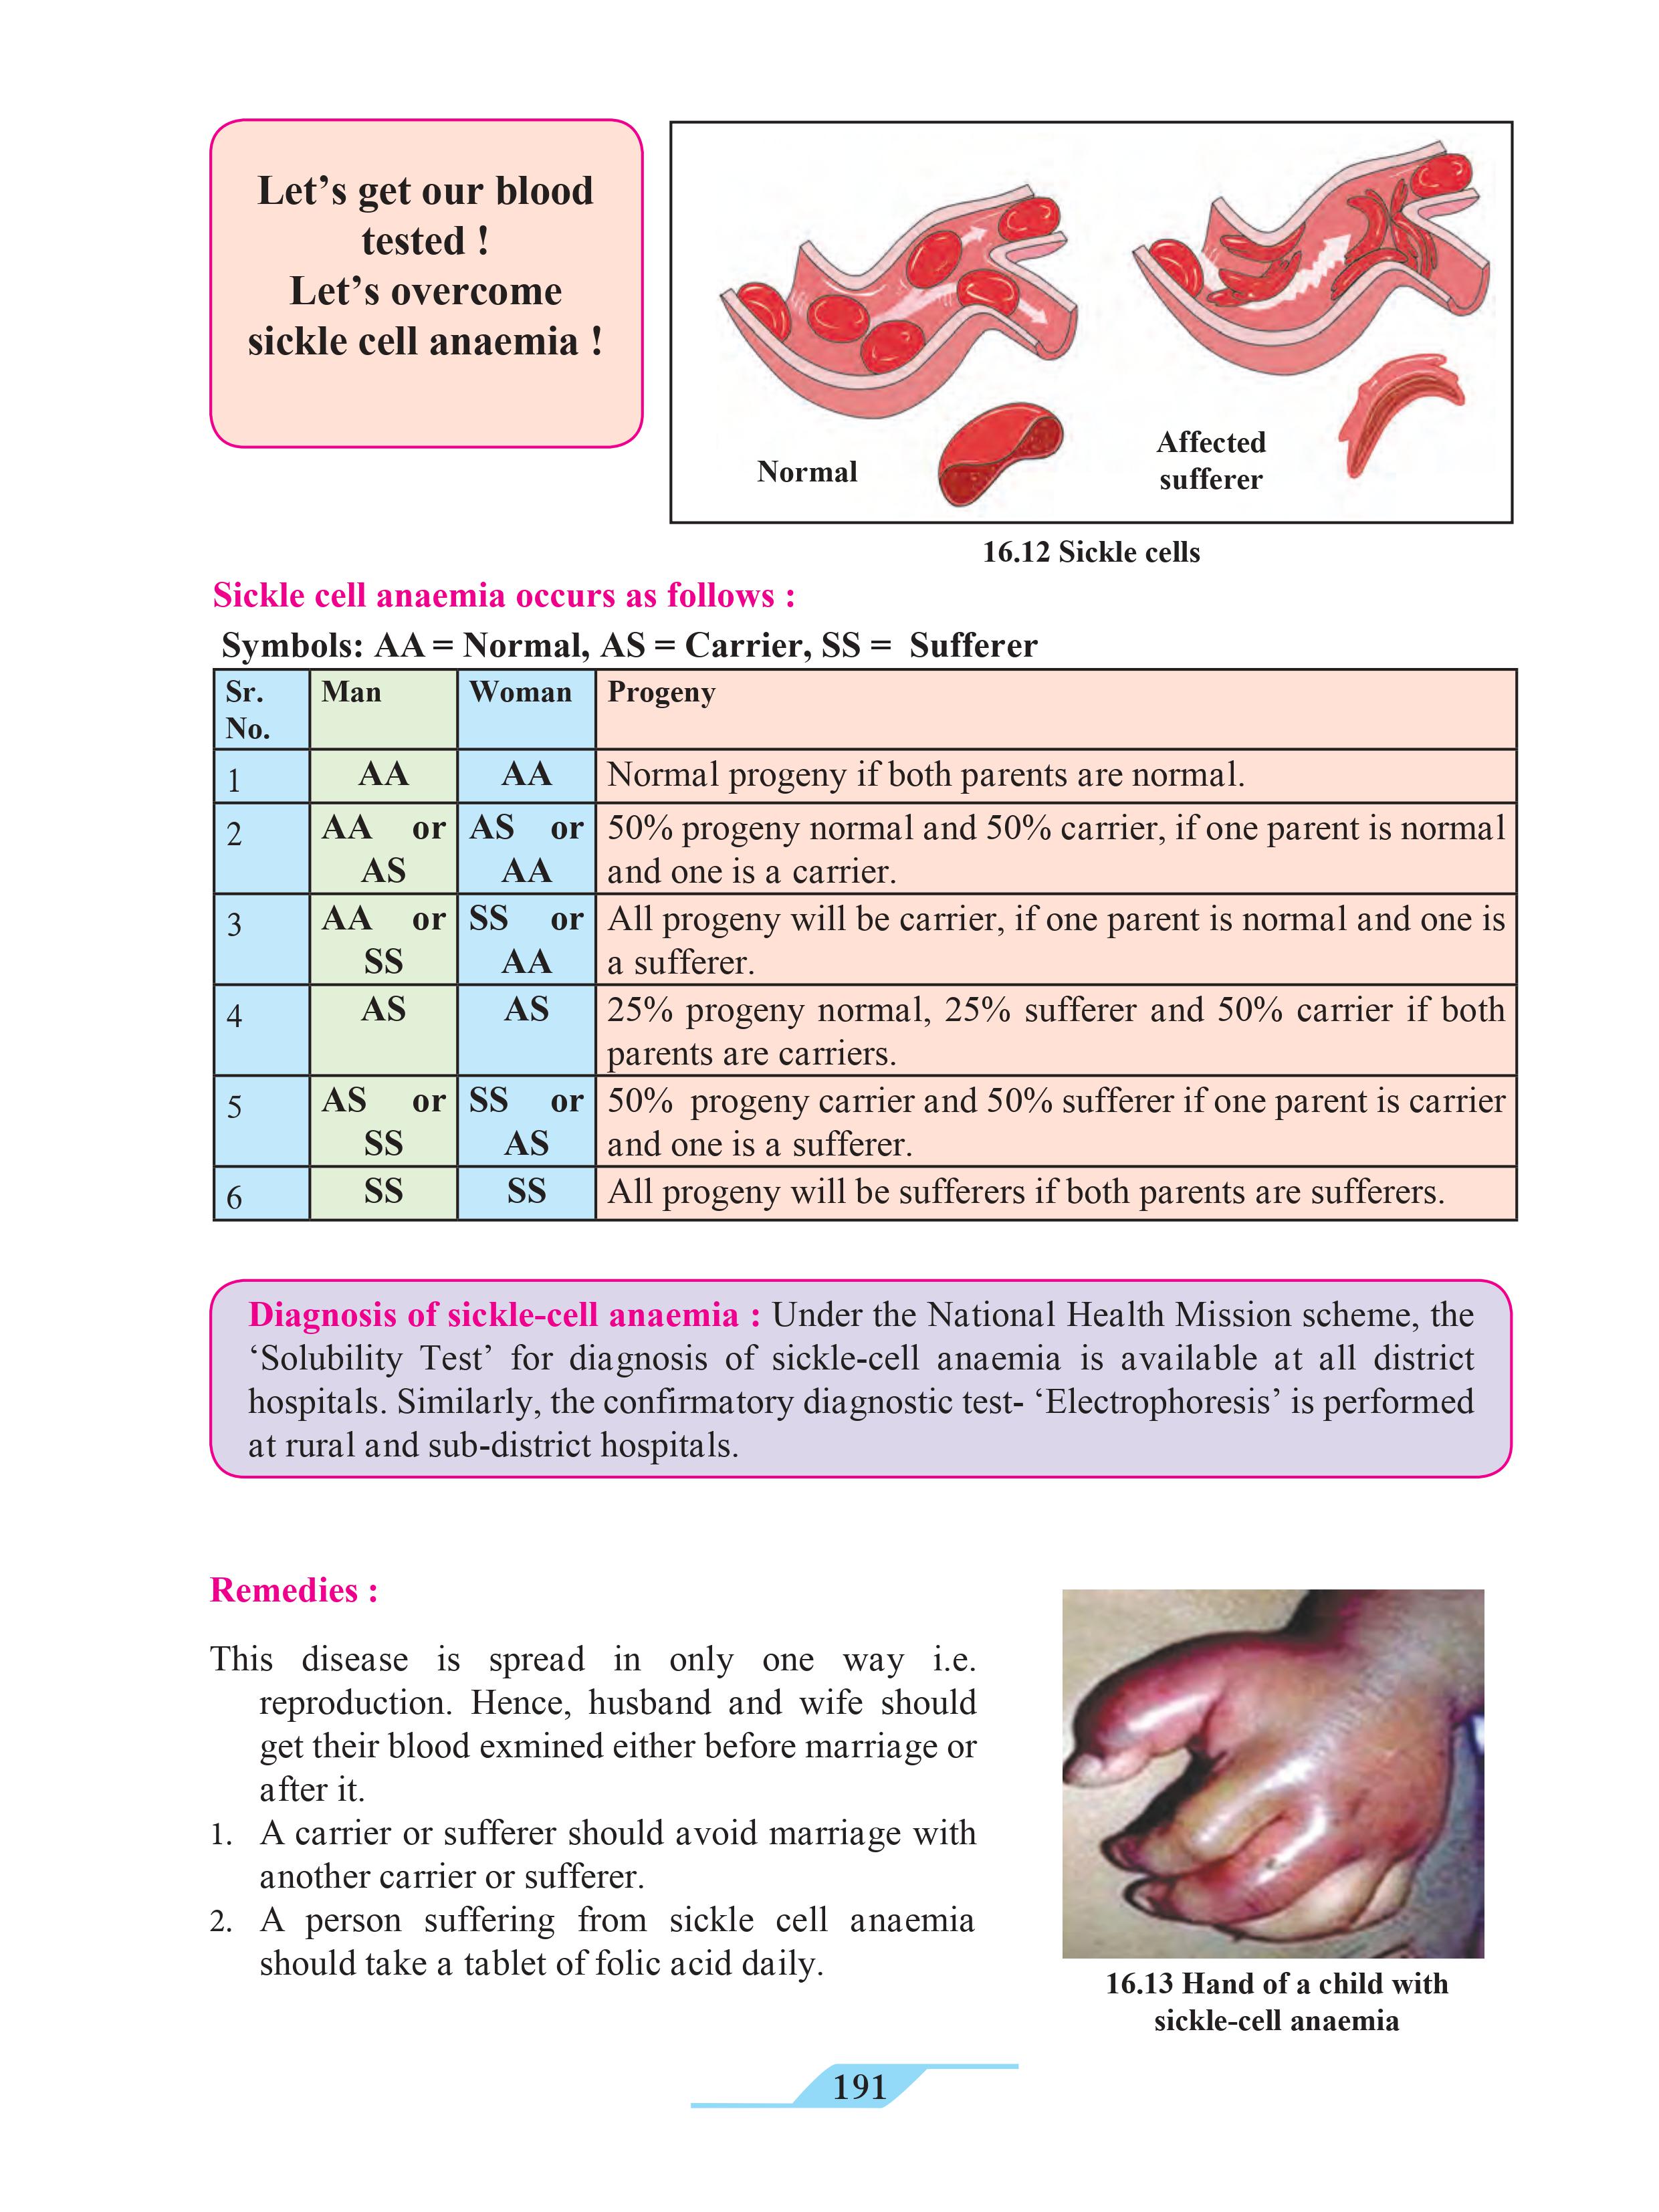 Let’s get our blood
tested !
Let’s overcome
sickle cell anaemia !
Normal
Affected
sufferer
16.12 Sickle cells
Sickle cell anaemia occurs as follows :
Symbols: AA = Normal, AS = Carrier, SS = Sufferer
Sr. No. Man Woman Progeny
1 AA AA Normal progeny if both parents are normal.
2 AA or AS AS or AA 50% progeny normal and 50% carrier, if one parent is normal
and one is a carrier.
3 AA or SS SS or AA All progeny will be carrier, if one parent is normal and one is
a sufferer.
4 AS AS 25% progeny normal, 25% sufferer and 50% carrier if both
parents are carriers.
5 AS or SS SS or AS 50% progeny carrier and 50% sufferer if one parent is carrier
and one is a sufferer.
6 SS SS All progeny will be sufferers if both parents are sufferers.
Diagnosis of sickle-cell anaemia : Under the National Health Mission scheme, the
‘Solubility Test’ for diagnosis of sickle-cell anaemia is available at all district
hospitals. Similarly, the confirmatory diagnostic test- ‘Electrophoresis’ is performed
at rural and sub-district hospitals.
Remedies :
This disease is spread in only one way i.e.
reproduction. Hence, husband and wife should
get their blood exmined either before marriage or
after it.
1. A carrier or sufferer should avoid marriage with
another carrier or sufferer.
2. A person suffering from sickle cell anaemia
should take a tablet of folic acid daily.
16.13 Hand of a child with
sickle-cell anaemia
191